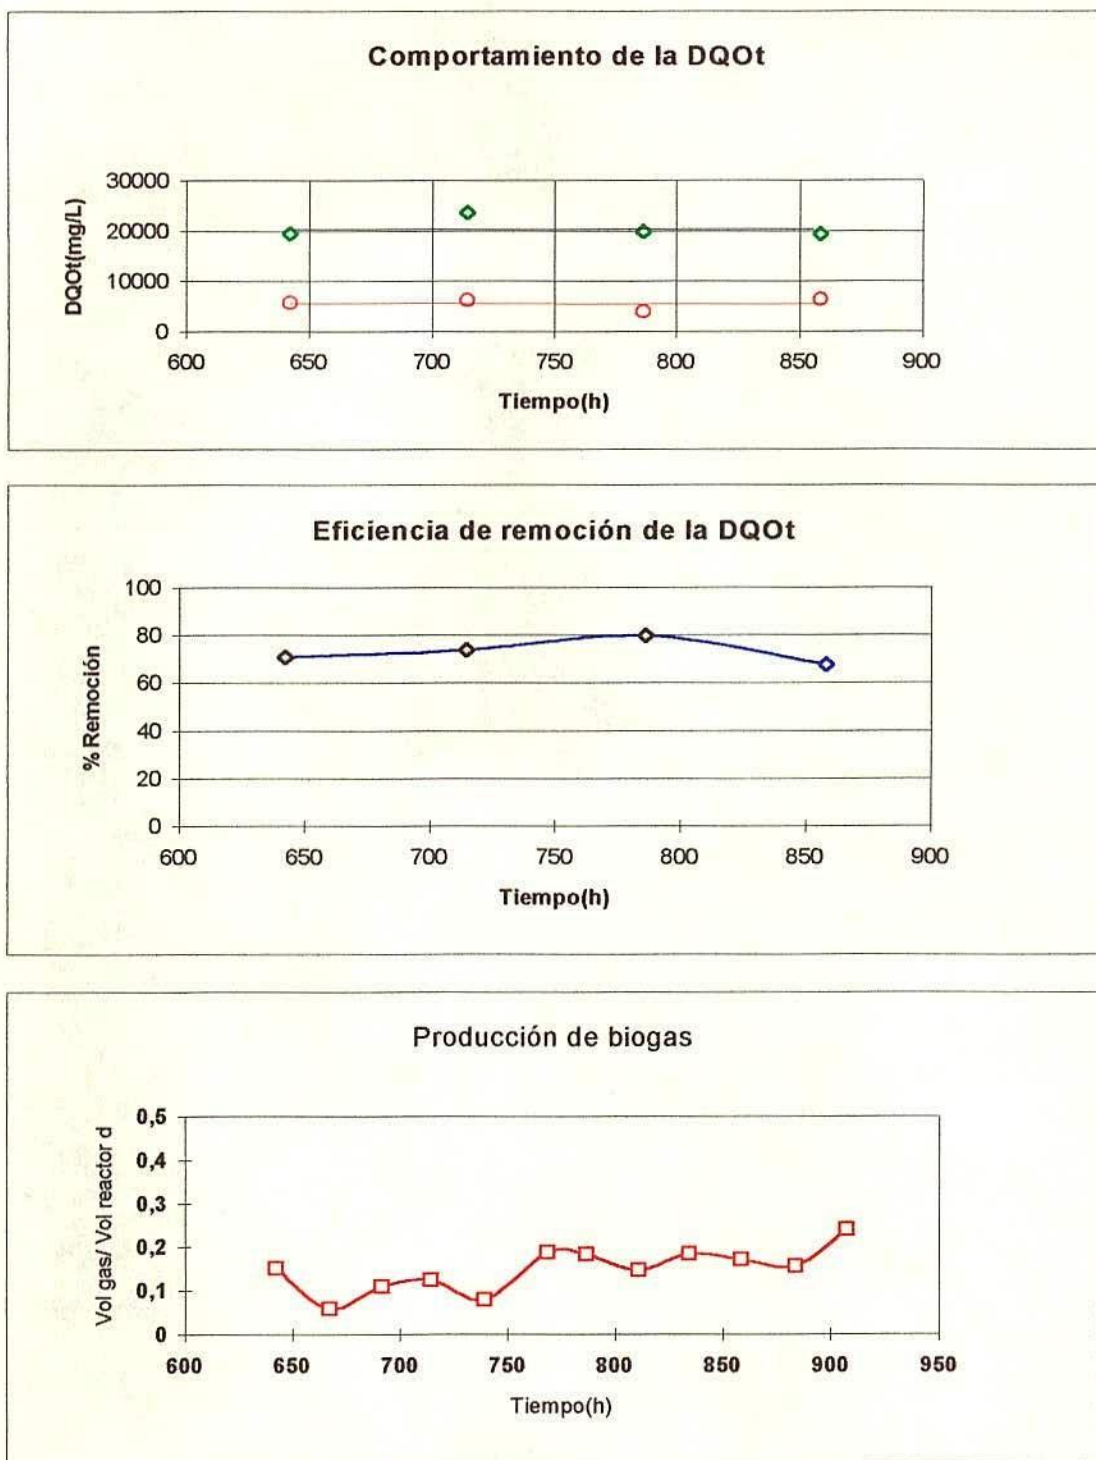 Comportamiento de la DQOt
DQOt(mg/L)
30000
20000
10000
0
600 650 700 750 800 850 900
Tiempo(h)
Eficiencia de remoción de la DQOt
% Remoción
100
80
60
40
20
0
600 650 700 750 800 850 900
Tiempo(h)
Producción de biogas
Vol gas/ Vol reactor d
0,5
0,4
0,3
0,2
0,1
0
600 650 700 750 800 850 900 950
Tiempo(h)